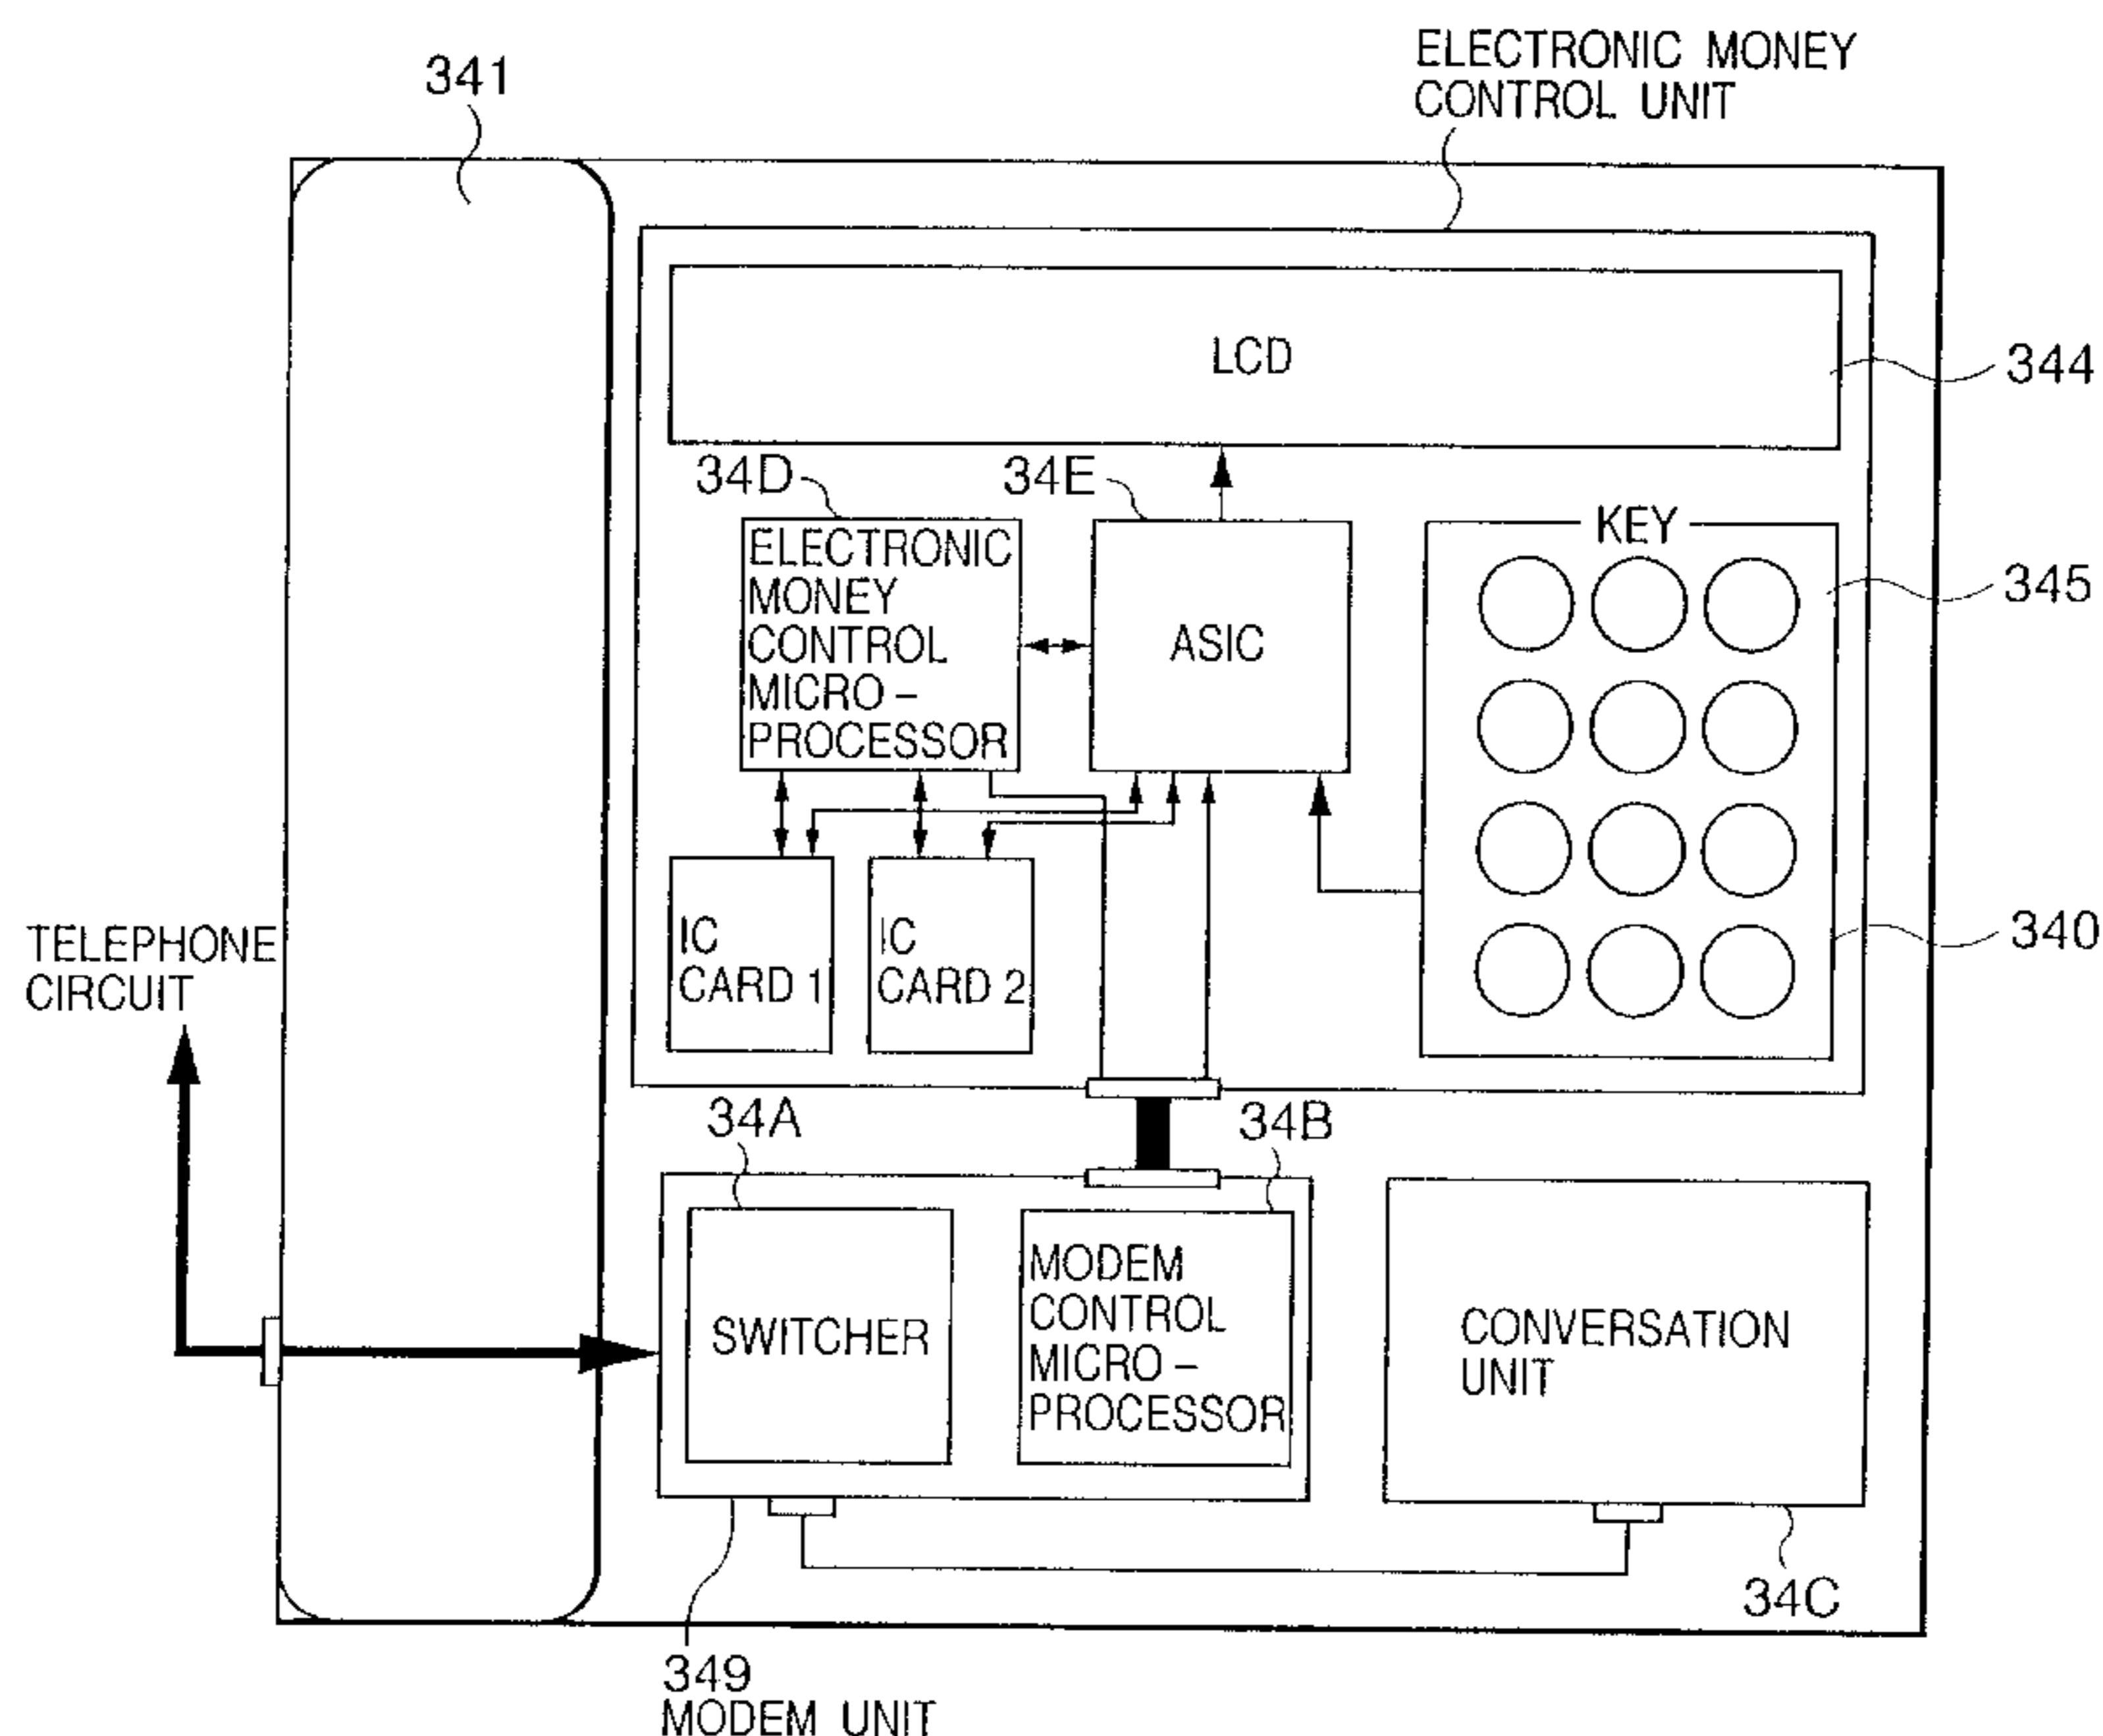 ELECTRONIC MONEY
CONTROL UNIT
341
LCD
344
34D
34E
KEY
ELECTRONIC
MONEY
CONTROL
MICRO -
PROCESSOR
ASIC
345
IC
CARD 1
IC
CARD 2
340
TELEPHONE
CIRCUIT
34A
34B
SWITCHER
MODEM
CONTROL
MICRO -
PROCESSOR
CONVERSATION
UNIT
34C
349
MODEM UNIT